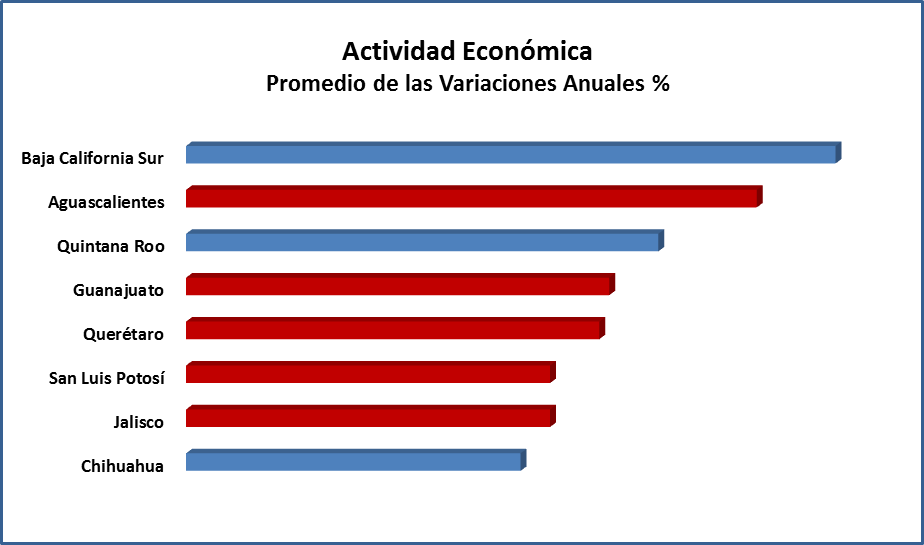 Actividad Económica
Promedio de las Variaciones Anuales %
Baja California Sur
Aguascalientes
Quintana Roo
Guanajuato
Querétaro
San Luis Potosí
Jalisco
Chihuahua